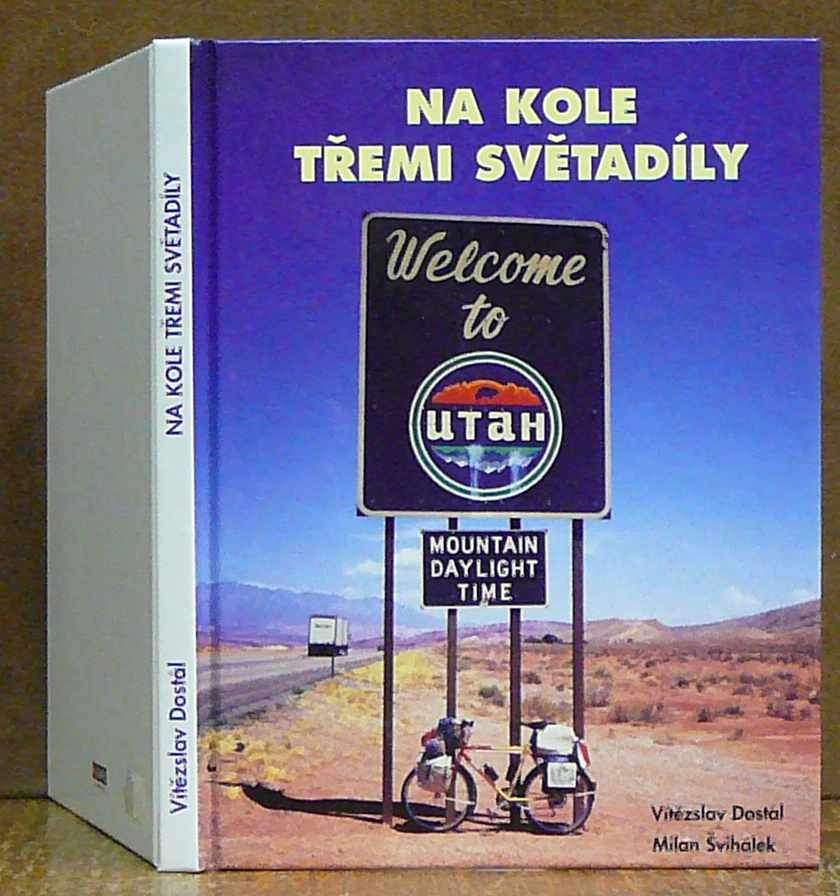 NA KOLE
TŘEMI SVĚTADÍLY
Welcome
to
UTAH
MOUNTAIN
DAYLIGHT
TIME
Vítězslav Dostál
Milan Švihálek
NA KOLE TŘEMI SVĚTADÍLY
Vítězslav Dostál